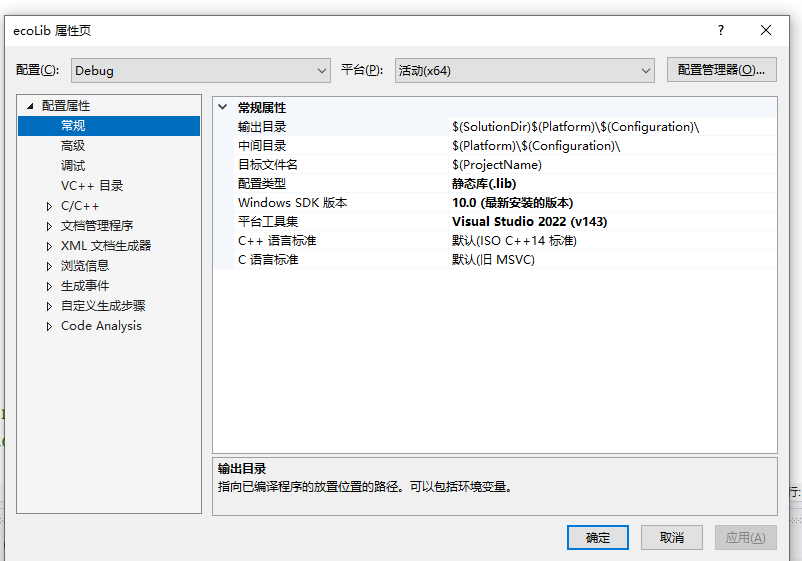 ecoLib 属性页
?
配置(C): Debug 平台(P): 活动(x64) 配置管理器(O)...
配置属性
常规
高级
调试
VC++ 目录
C/C++
文档管理程序
XML 文档生成器
浏览信息
生成事件
自定义生成步骤
Code Analysis
常规属性
输出目录 $(SolutionDir)$(Platform)\$(Configuration)\
中间目录 $(Platform)\$(Configuration)\
目标文件名 $(ProjectName)
配置类型 静态库(.lib)
Windows SDK 版本 10.0 (最新安装的版本)
平台工具集 Visual Studio 2022 (v143)
C++ 语言标准 默认(ISO C++14 标准)
C 语言标准 默认(旧 MSVC)
输出目录
指向已编译程序的放置位置的路径。可以包括环境变量。
行:
确定 取消 应用(A)